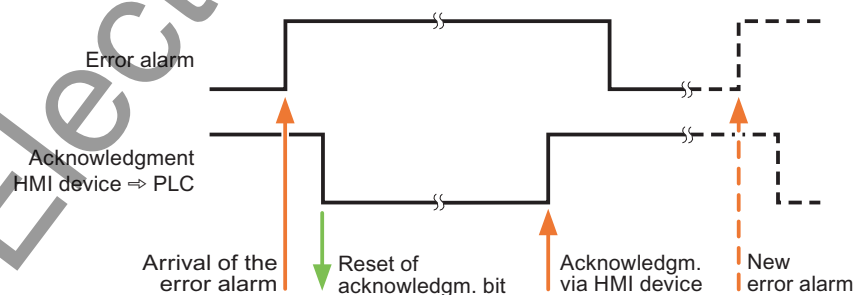 Error alarm
Acknowledgment
HMI device ⇨ PLC
Arrival of the
error alarm
Reset of
acknowledgm. bit
Acknowledgm.
via HMI device
New
error alarm
Elect